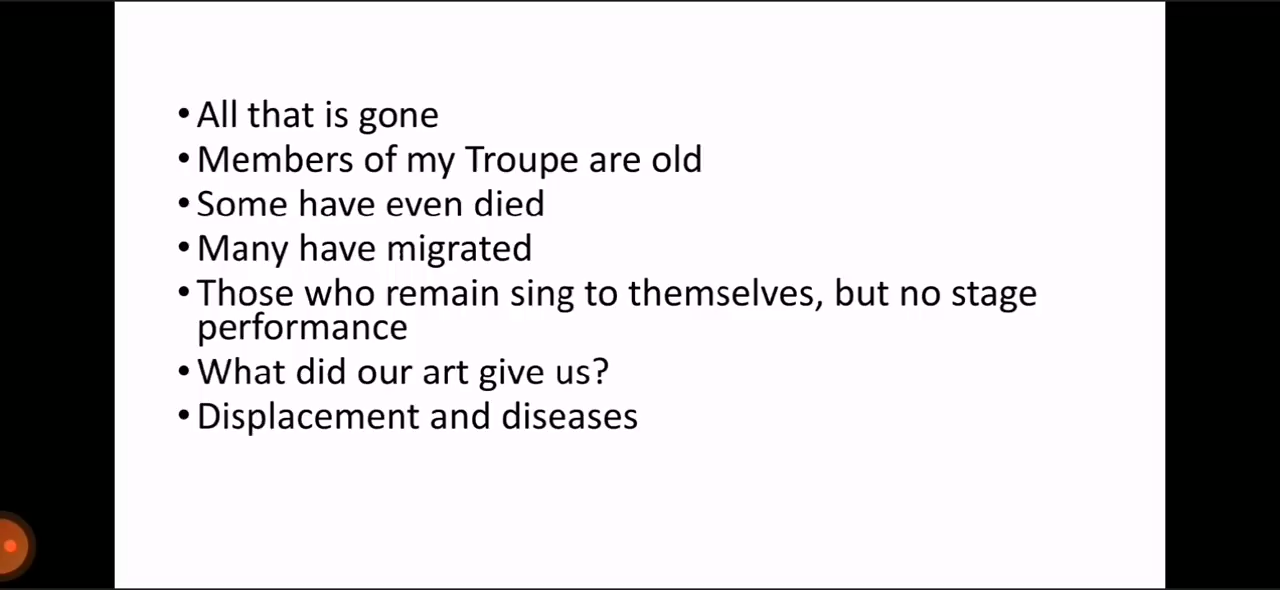 • All that is gone
• Members of my Troupe are old
• Some have even died
• Many have migrated
• Those who remain sing to themselves, but no stage
performance
• What did our art give us?
• Displacement and diseases